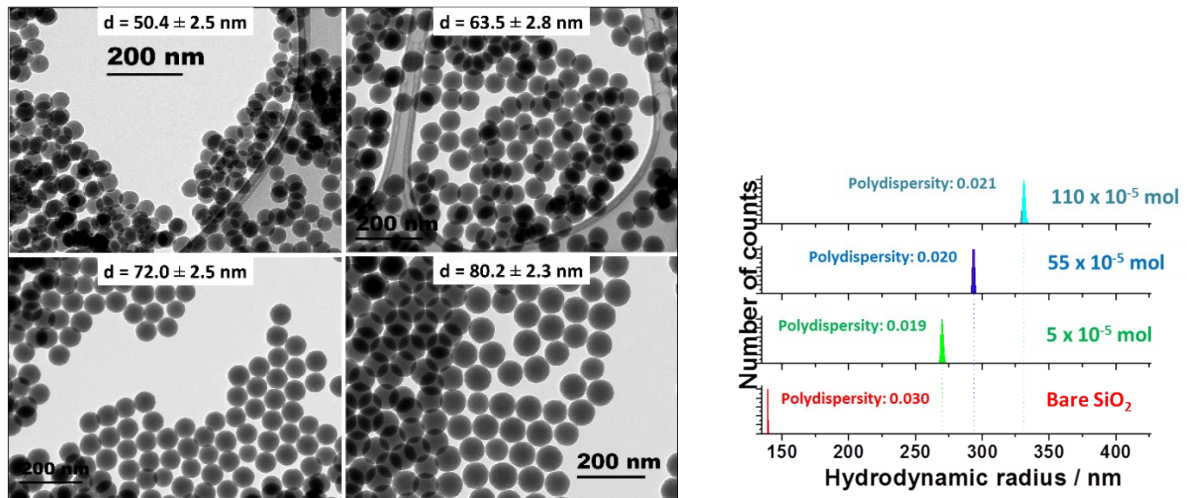 d = 50.4 ± 2.5 nm
200 nm
d = 63.5 ± 2.8 nm
200 nm
d = 72.0 ± 2.5 nm
200 nm
d = 80.2 ± 2.3 nm
200 nm
Number of counts
Polydispersity: 0.021
110 x 10⁻⁵ mol
Polydispersity: 0.020
55 x 10⁻⁵ mol
Polydispersity: 0.019
5 x 10⁻⁵ mol
Polydispersity: 0.030
Bare SiO₂
150 200 250 300 350 400
Hydrodynamic radius / nm